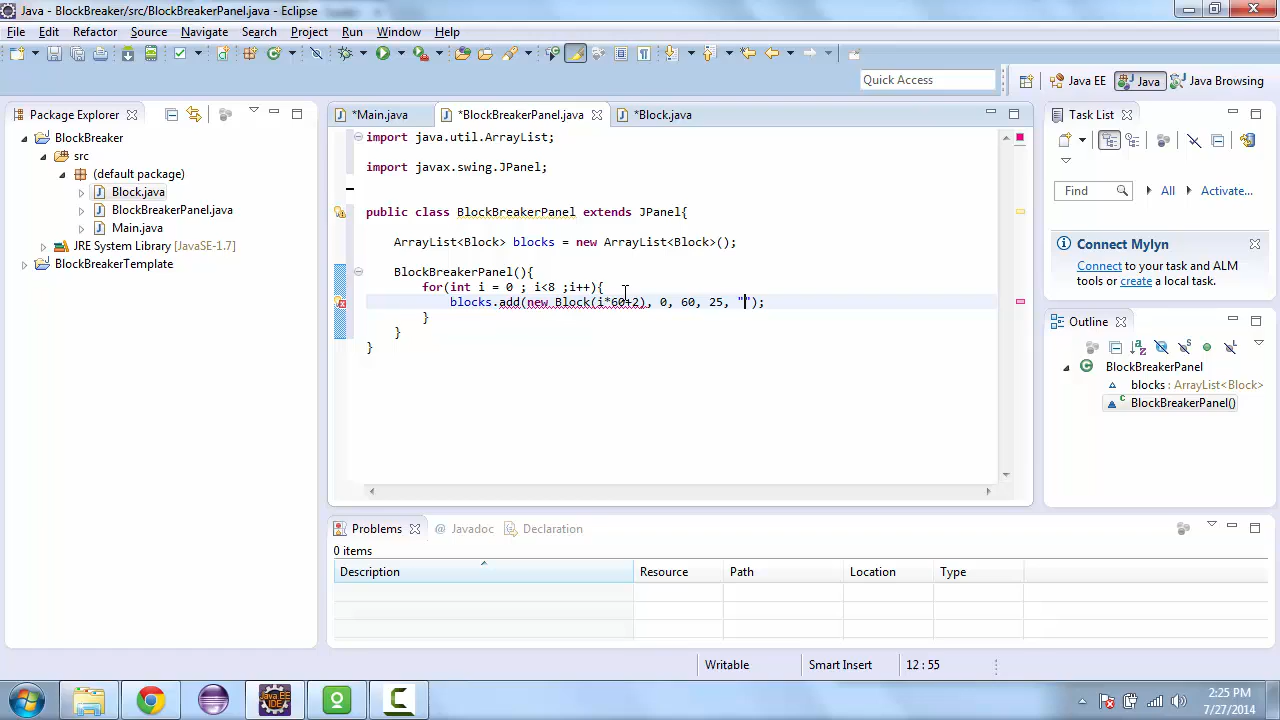 Java - BlockBreaker/src/BlockBreakerPanel.java - Eclipse
File Edit Refactor Source Navigate Search Project Run Window Help
Quick Access
Java EE Java Java Browsing
Package Explorer
BlockBreaker
src
(default package)
Block.java
BlockBreakerPanel.java
Main.java
JRE System Library [JavaSE-1.7]
BlockBreakerTemplate
*Main.java *BlockBreakerPanel.java *Block.java
import java.util.ArrayList;
import javax.swing.JPanel;
public class BlockBreakerPanel extends JPanel{
ArrayList<Block> blocks = new ArrayList<Block>();
BlockBreakerPanel(){
for(int i = 0 ; i<8 ;i++){
blocks.add(new Block(i*60+2), 0, 60, 25, "");
}
}
}
Task List
Find All Activate...
Connect Mylyn
Connect to your task and ALM
tools or create a local task.
Outline
BlockBreakerPanel
blocks : ArrayList<Block>
BlockBreakerPanel()
Problems Javadoc Declaration
0 items
Description Resource Path Location Type
Writable Smart Insert 12 : 55
Java EE
IDE
2:25 PM
7/27/2014